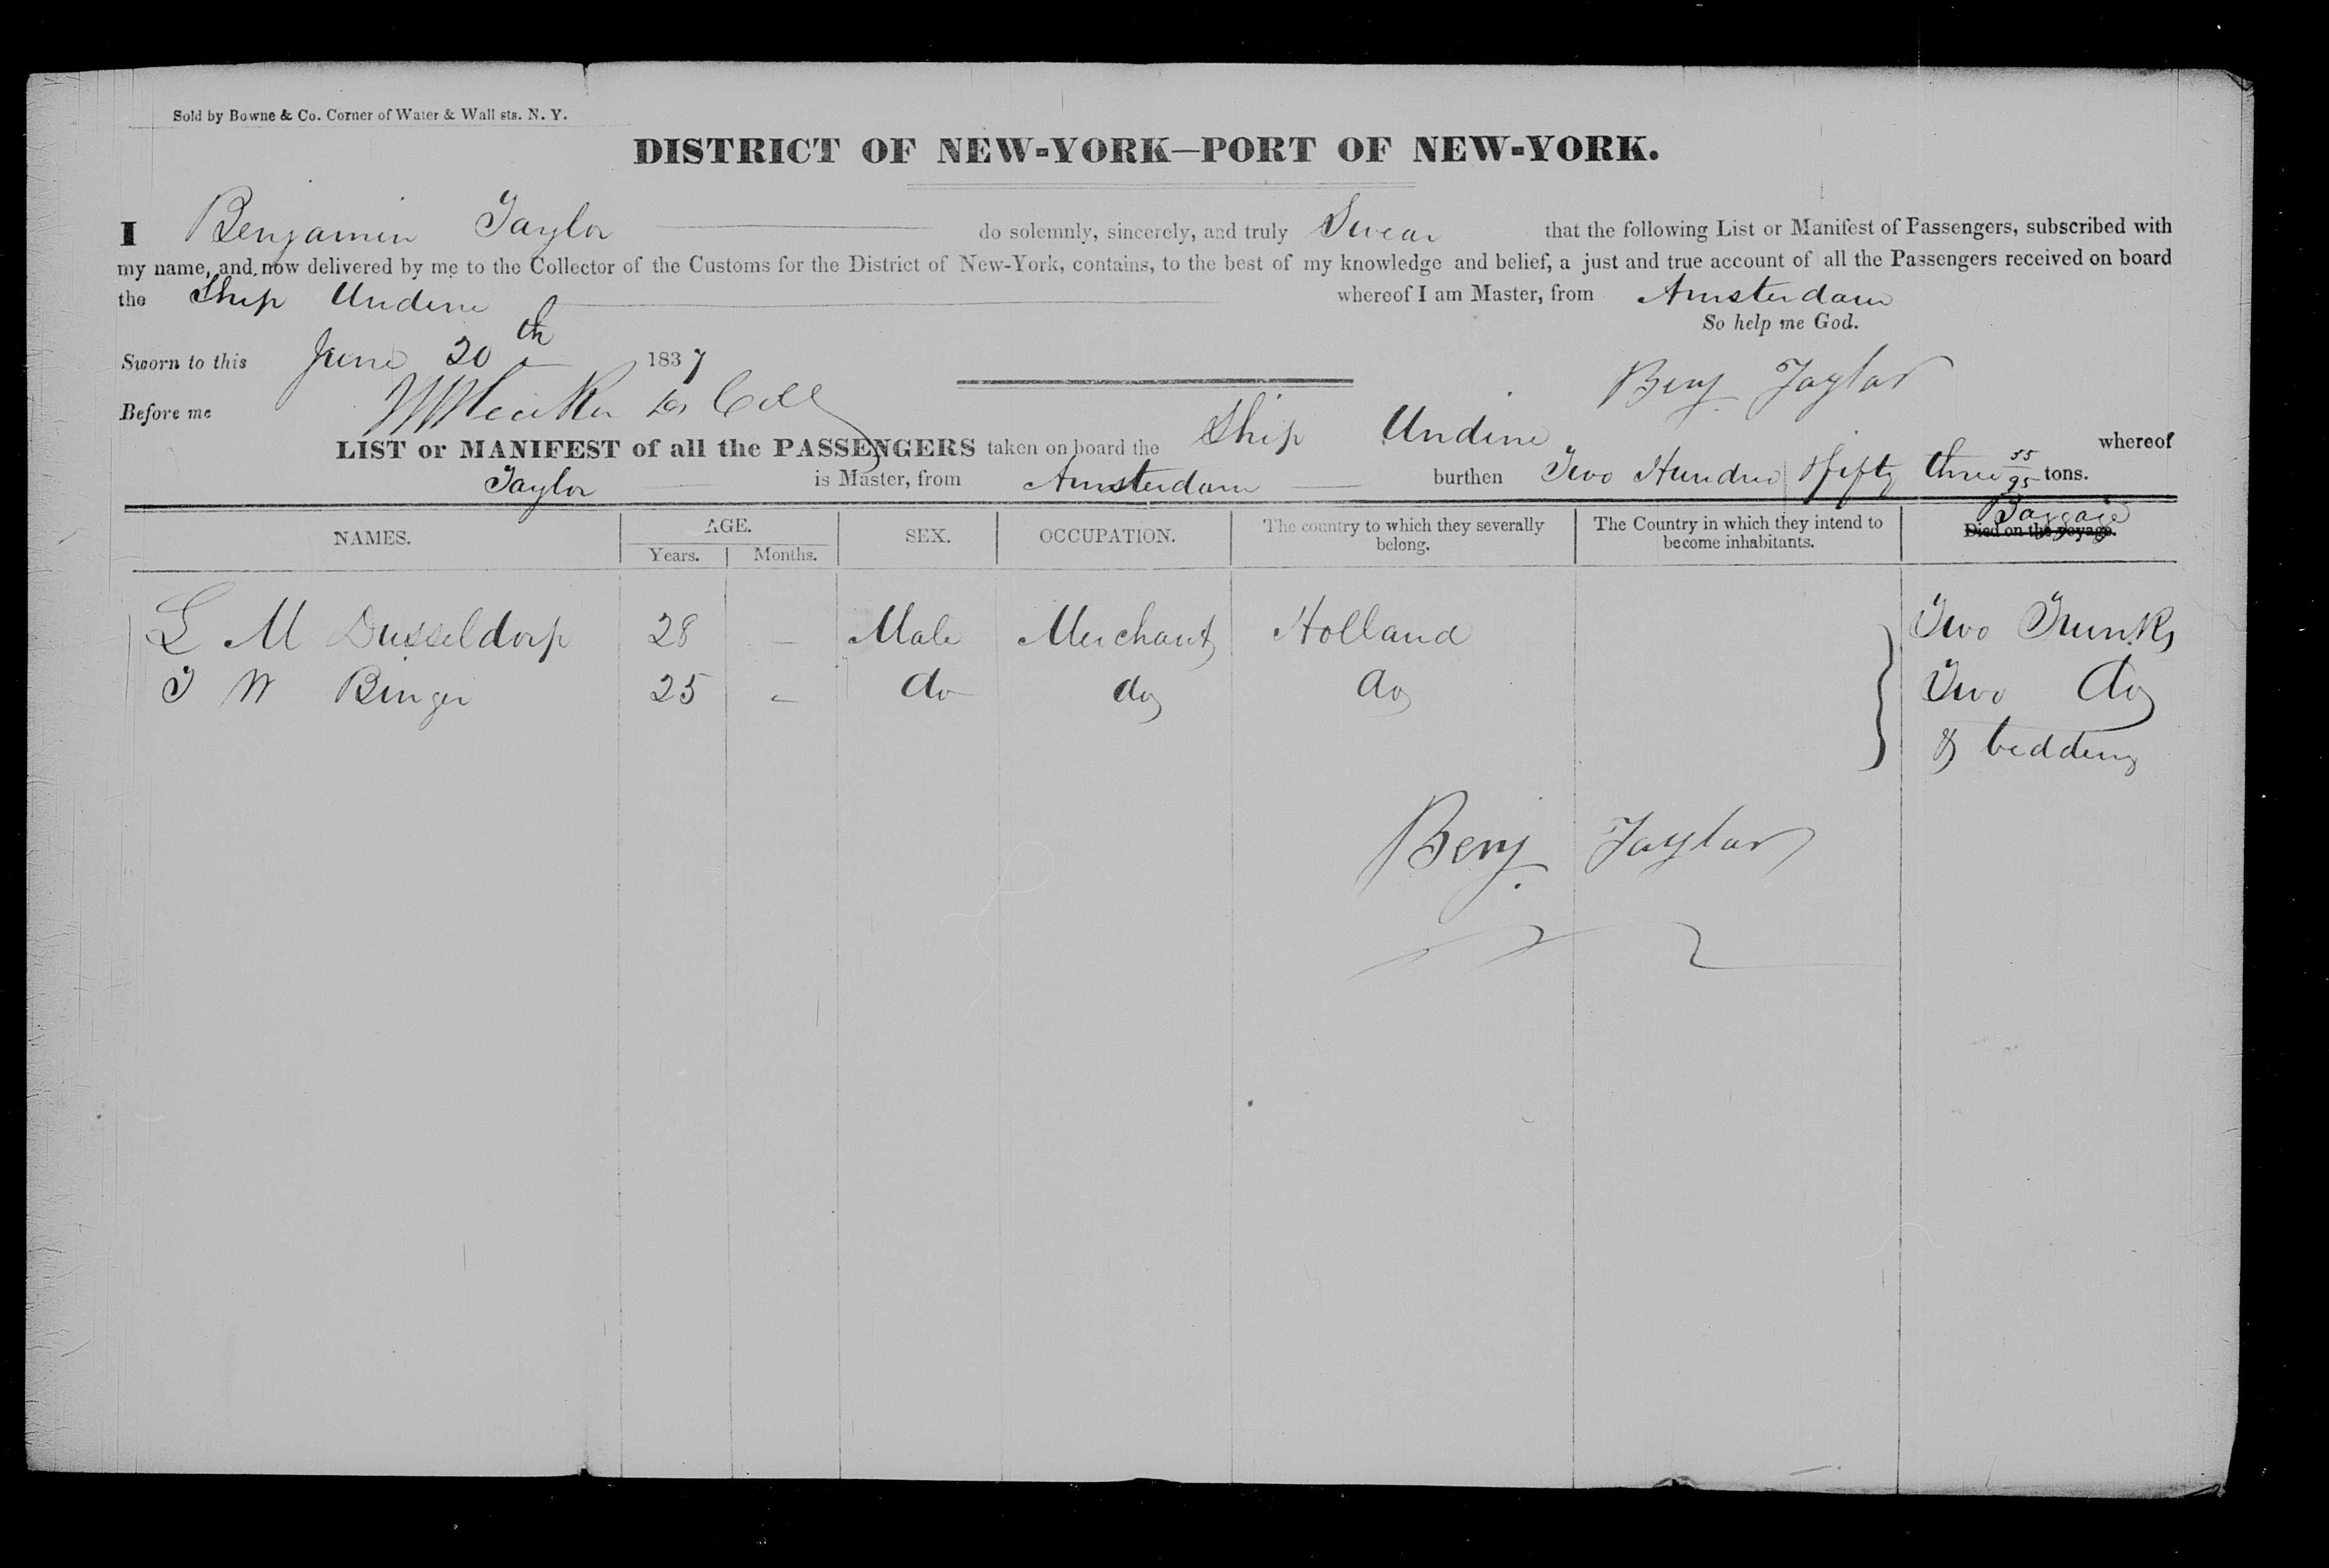 Sold by Bowne & Co. Corner of Water & Wall sts. N. Y.
DISTRICT OF NEW-YORK—PORT OF NEW-YORK.
I Benjamin Taylor do solemnly, sincerely, and truly Swear that the following List or Manifest of Passengers, subscribed with
my name, and now delivered by me to the Collector of the Customs for the District of New-York, contains, to the best of my knowledge and belief, a just and true account of all the Passengers received on board
the Ship Undine whereof I am Master, from Amsterdam
So help me God.
Sworn to this June 20th 1837
Benj. Taylor
Before me
LIST or MANIFEST of all the PASSENGERS taken on board the Ship Undine whereof
Taylor is Master, from Amsterdam burthen Two Hundred Fifty three 55/95 tons.
NAMES. AGE. SEX. OCCUPATION. The country to which they severally belong. The Country in which they intend to become inhabitants. Baggage Died on the voyage.
Years. Months.
L M Dusseldorp 28 — Male Merchant Holland Two Trunks
I W Binger 25 — do do do Two do
& bedding
Benj. Taylor